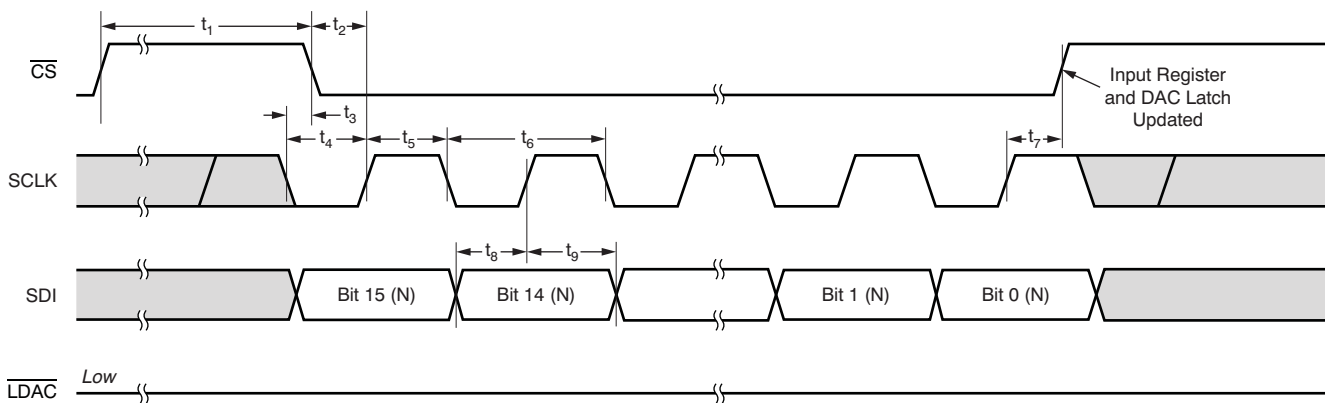 t1
t2
CS
Input Register
and DAC Latch
Updated
t3
t4
t5
t6
t7
SCLK
t8
t9
SDI
Bit 15 (N)
Bit 14 (N)
Bit 1 (N)
Bit 0 (N)
LDAC
Low